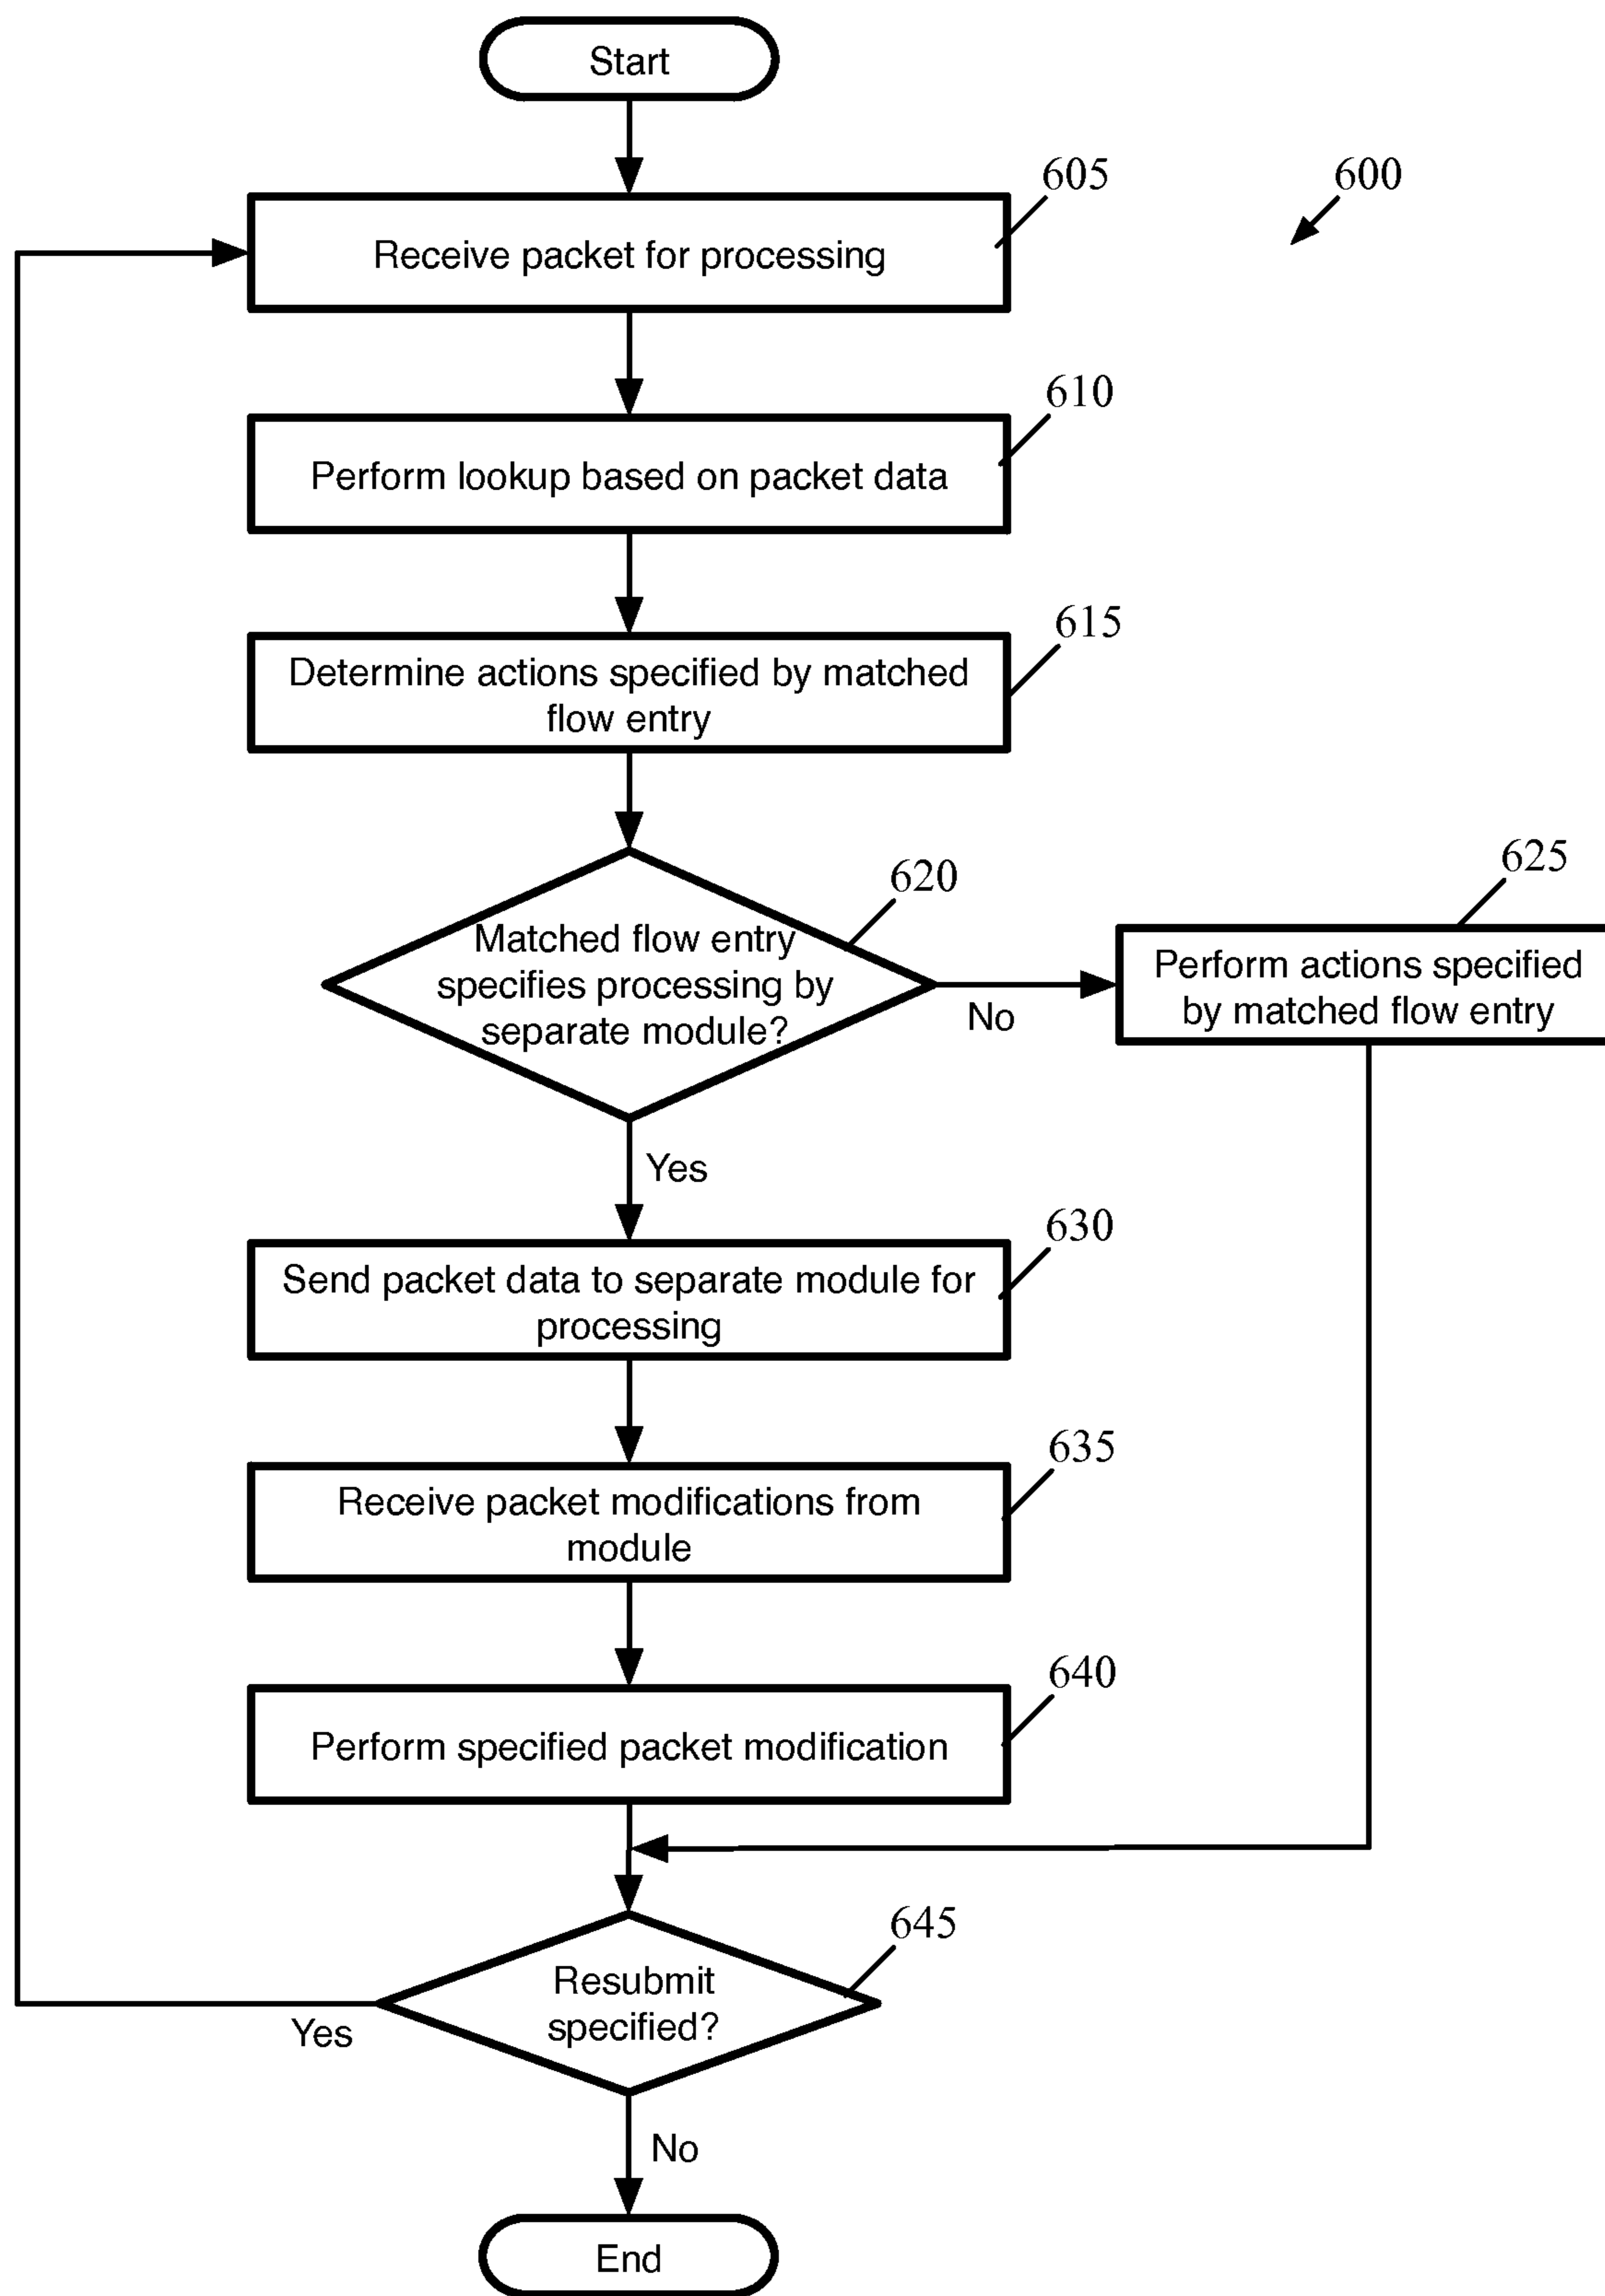 Start
605
600
Receive packet for processing
610
Perform lookup based on packet data
615
Determine actions specified by matched
flow entry
620
625
Matched flow entry
specifies processing by
separate module?
No
Perform actions specified
by matched flow entry
Yes
630
Send packet data to separate module for
processing
635
Receive packet modifications from
module
640
Perform specified packet modification
645
Resubmit
specified?
Yes
No
End